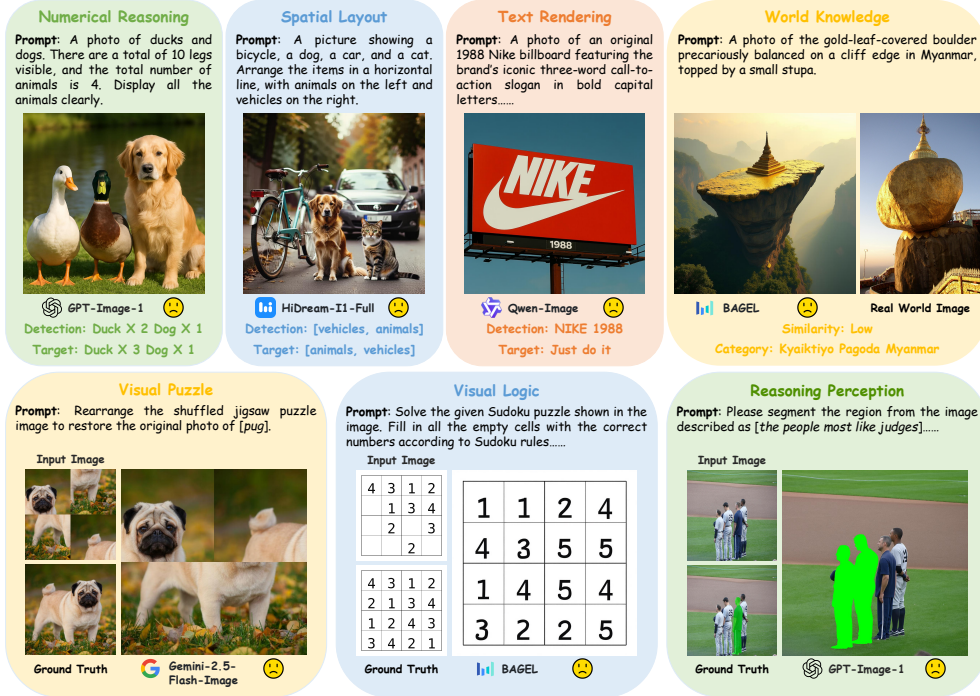 Numerical Reasoning
Prompt: A photo of ducks and
dogs. There are a total of 10 legs
visible, and the total number of
animals is 4. Display all the
animals clearly.
GPT-Image-1
Detection: Duck X 2 Dog X 1
Target: Duck X 3 Dog X 1
Spatial Layout
Prompt: A picture showing a
bicycle, a dog, a car, and a cat.
Arrange the items in a horizontal
line, with animals on the left and
vehicles on the right.
HiDream-I1-Full
Detection: [vehicles, animals]
Target: [animals, vehicles]
Text Rendering
Prompt: A photo of an original
1988 Nike billboard featuring the
brand's iconic three-word call-to-
action slogan in bold capital
letters......
NIKE
1988
Qwen-Image
Detection: NIKE 1988
Target: Just do it
World Knowledge
Prompt: A photo of the gold-leaf-covered boulder
precariously balanced on a cliff edge in Myanmar,
topped by a small stupa.
BAGEL
Real World Image
Similarity: Low
Category: Kyaiktiyo Pagoda Myanmar
Visual Puzzle
Prompt: Rearrange the shuffled jigsaw puzzle
image to restore the original photo of [pug].
Input Image
Ground Truth
Gemini-2.5-
Flash-Image
Visual Logic
Prompt: Solve the given Sudoku puzzle shown in the
image. Fill in all the empty cells with the correct
numbers according to Sudoku rules......
Input Image
4 3 1 2
1 3 4
2 3
2
4 3 1 2
2 1 3 4
1 2 4 3
3 4 2 1
1 1 2 4
4 3 5 5
1 4 5 4
3 2 2 5
Ground Truth
BAGEL
Reasoning Perception
Prompt: Please segment the region from the image
described as [the people most like judges]......
Input Image
Ground Truth
GPT-Image-1